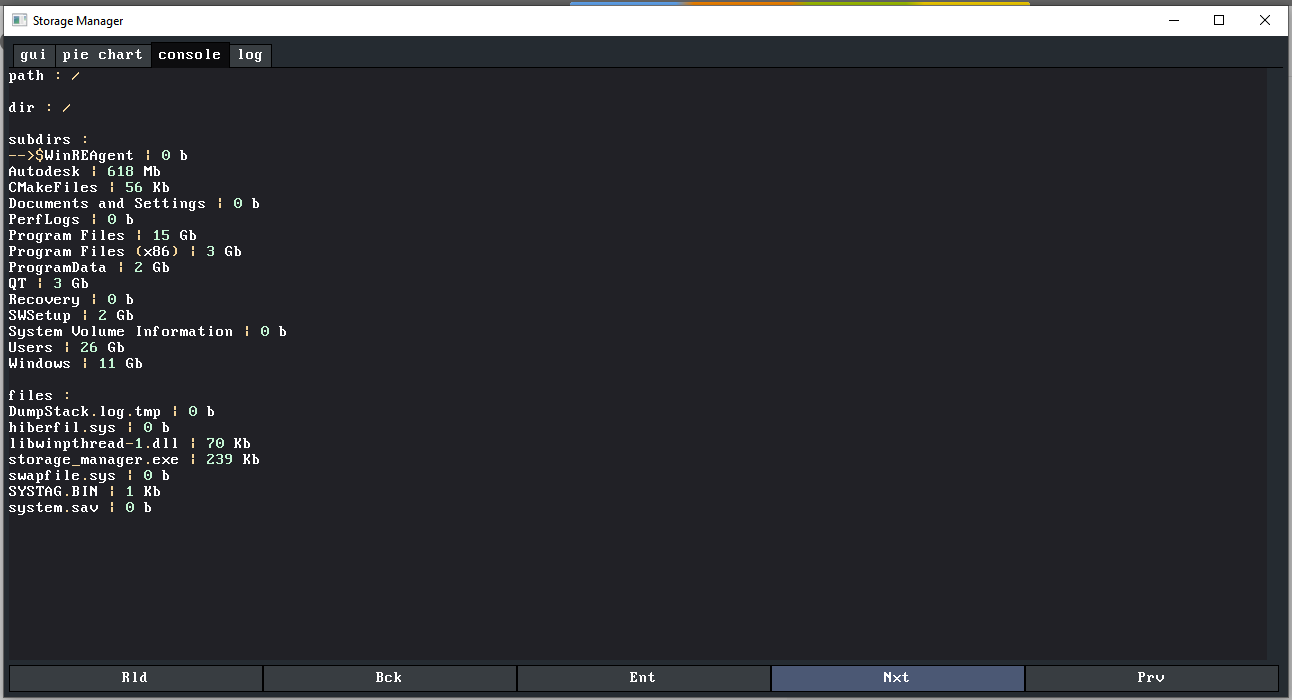 Storage Manager
gui pie chart console log
path : /
dir : /
subdirs :
-->$WinREAgent | 0 b
Autodesk | 618 Mb
CMakeFiles | 56 Kb
Documents and Settings | 0 b
PerfLogs | 0 b
Program Files | 15 Gb
Program Files (x86) | 3 Gb
ProgramData | 2 Gb
QT | 3 Gb
Recovery | 0 b
SWSetup | 2 Gb
System Volume Information | 0 b
Users | 26 Gb
Windows | 11 Gb
files :
DumpStack.log.tmp | 0 b
hiberfil.sys | 0 b
libwinpthread-1.dll | 70 Kb
storage_manager.exe | 239 Kb
swapfile.sys | 0 b
SYSTAG.BIN | 1 Kb
system.sav | 0 b
Rld Bck Ent Nxt Prv